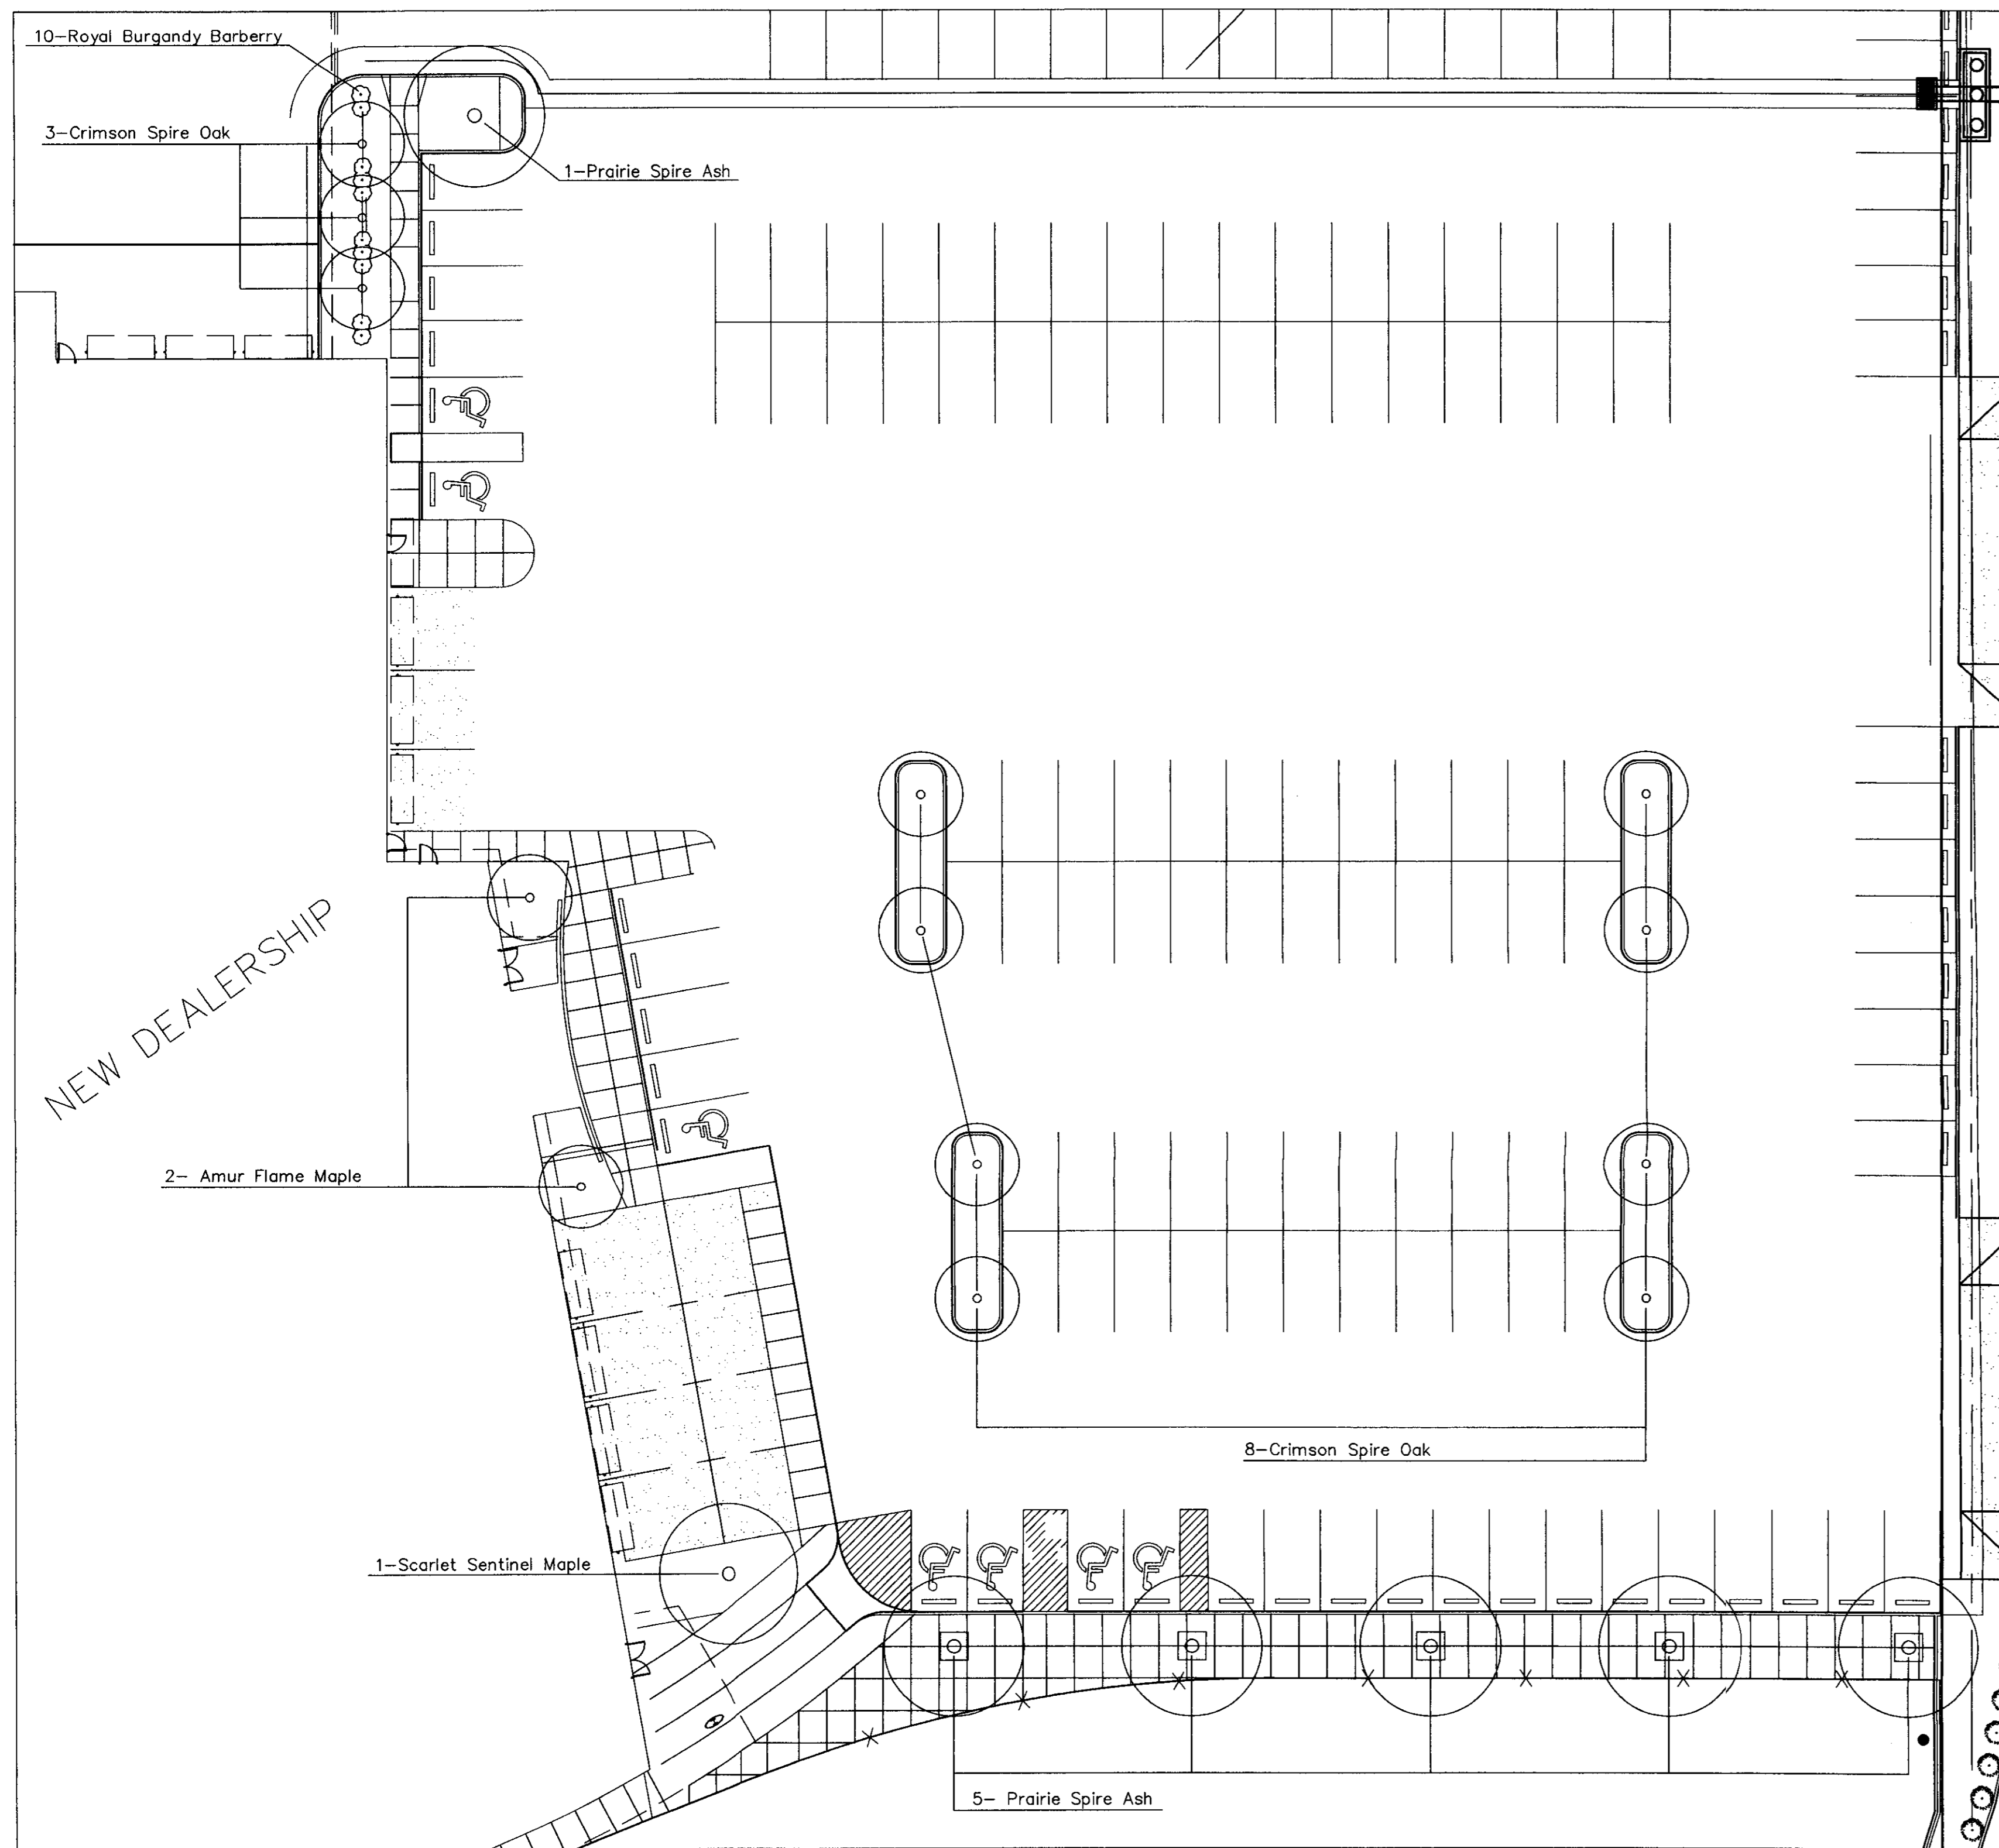 10-Royal Burgandy Barberry
3-Crimson Spire Oak
1-Prairie Spire Ash
NEW DEALERSHIP
2- Amur Flame Maple
8-Crimson Spire Oak
1-Scarlet Sentinel Maple
5- Prairie Spire Ash